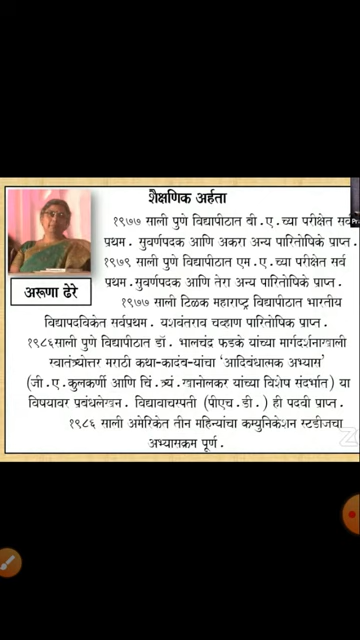 शैक्षणिक अर्हता
१९७७ साली पुणे विद्यापीठात बी.ए.च्या परीक्षेत सर्व
प्रथम. सुवर्णपदक आणि अकरा अन्य पारितोपिके प्राप्त.
१९७९ साली पुणे विद्यापीठात एम.ए.च्या परीक्षेत सर्व
प्रथम. सुवर्णपदक आणि तेरा अन्य पारितोपिके प्राप्त.
अरूणा ढेरे
१९७७ साली टिळक महाराष्ट्र विद्यापीठात भारतीय
विद्यापदविकेत सर्वप्रथम. यशवंतराव चव्हाण पारितोपिक प्राप्त.
१९८६साली पुणे विद्यापीठात डॉ. भालचंद्र फडके यांच्या मार्गदर्शनाखाली
स्वातंत्र्योत्तर मराठी कथा-कादंब-यांचा 'आदिबंधात्मक अभ्यास'
(जी.ए.कुलकर्णी आणि चिं.त्र्यं.खानोलकर यांच्या विशेष संदर्भात) या
विषयावर प्रबंधलेखन. विद्यावाचस्पती (पीएच.डी.) ही पदवी प्राप्त.
१९८६ साली अमेरिकेत तीन महिन्यांचा कम्युनिकेशन स्टडीजचा
अभ्यासक्रम पूर्ण.